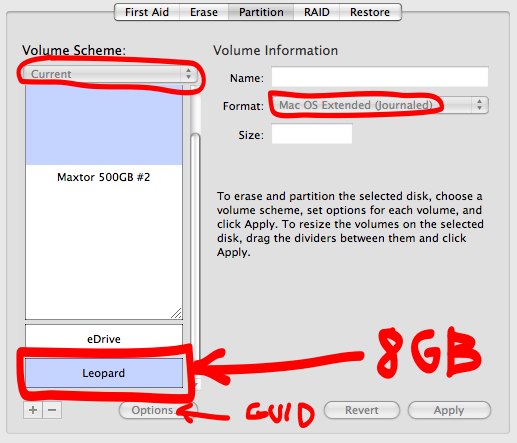 First Aid Erase Partition RAID Restore
Volume Scheme: Volume Information
Current
Name:
Format: Mac OS Extended (Journaled)
Size:
Maxtor 500GB #2
To erase and partition the selected disk, choose a
volume scheme, set options for each volume, and
click Apply. To resize the volumes on the selected
disk, drag the dividers between them and click
Apply.
eDrive
Leopard
8GB
+ − Options... GUID Revert Apply